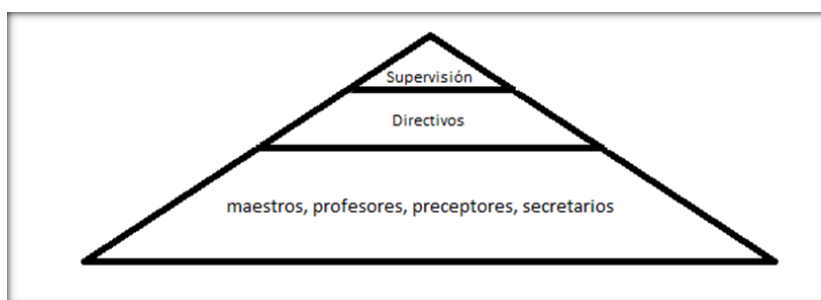 Supervisión
Directivos
maestros, profesores, preceptores, secretarios